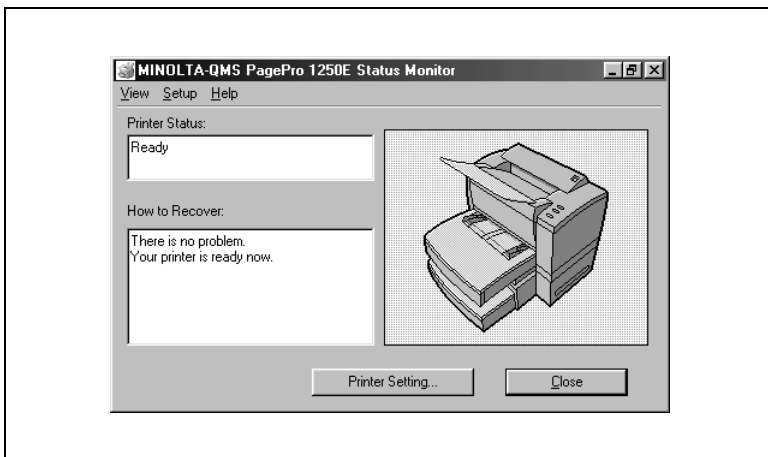 MINOLTA-QMS PagePro 1250E Status Monitor
View Setup Help
Printer Status:
Ready
How to Recover:
There is no problem.
Your printer is ready now.
Printer Setting...
Close